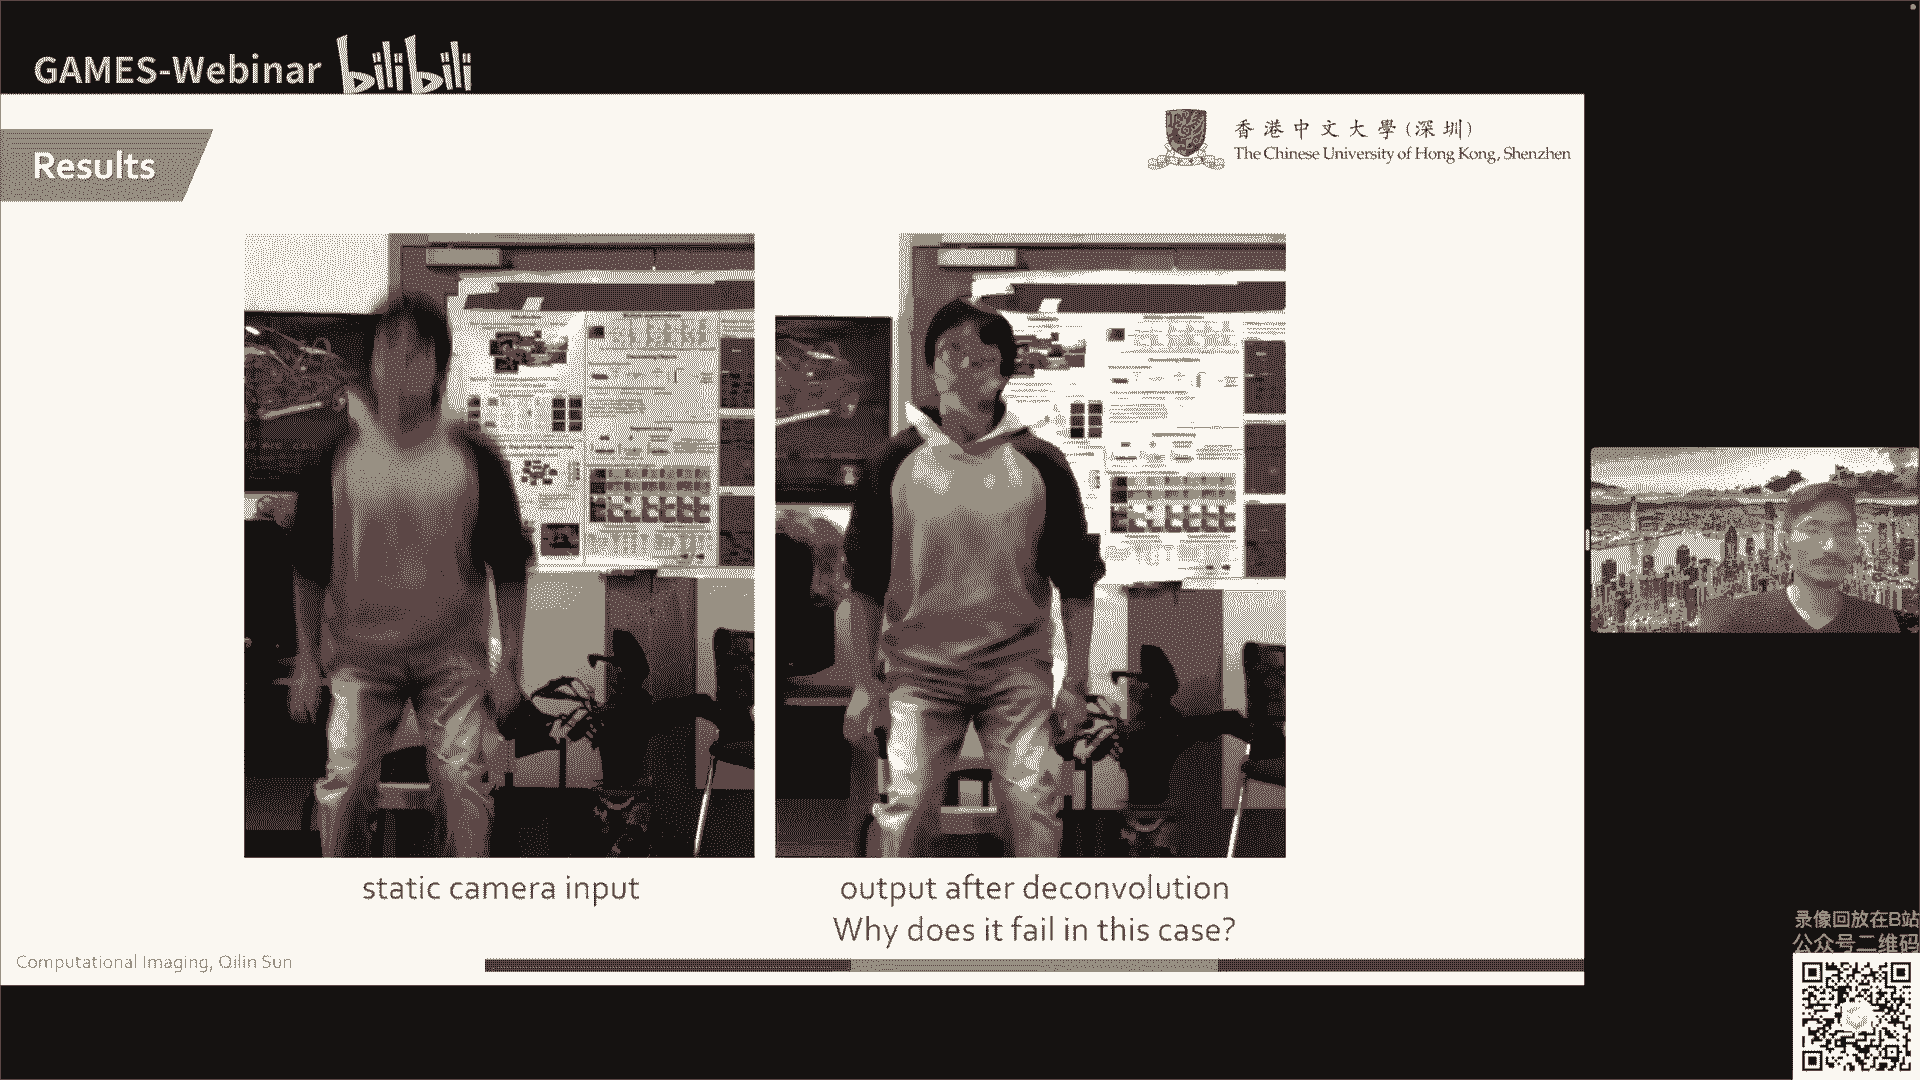 GAMES-Webinar bilibili
Results
香港中文大學(深圳)
The Chinese University of Hong Kong, Shenzhen
static camera input
output after deconvolution
Why does it fail in this case?
Computational Imaging, Qilin Sun
录像回放在B站
公众号二维码